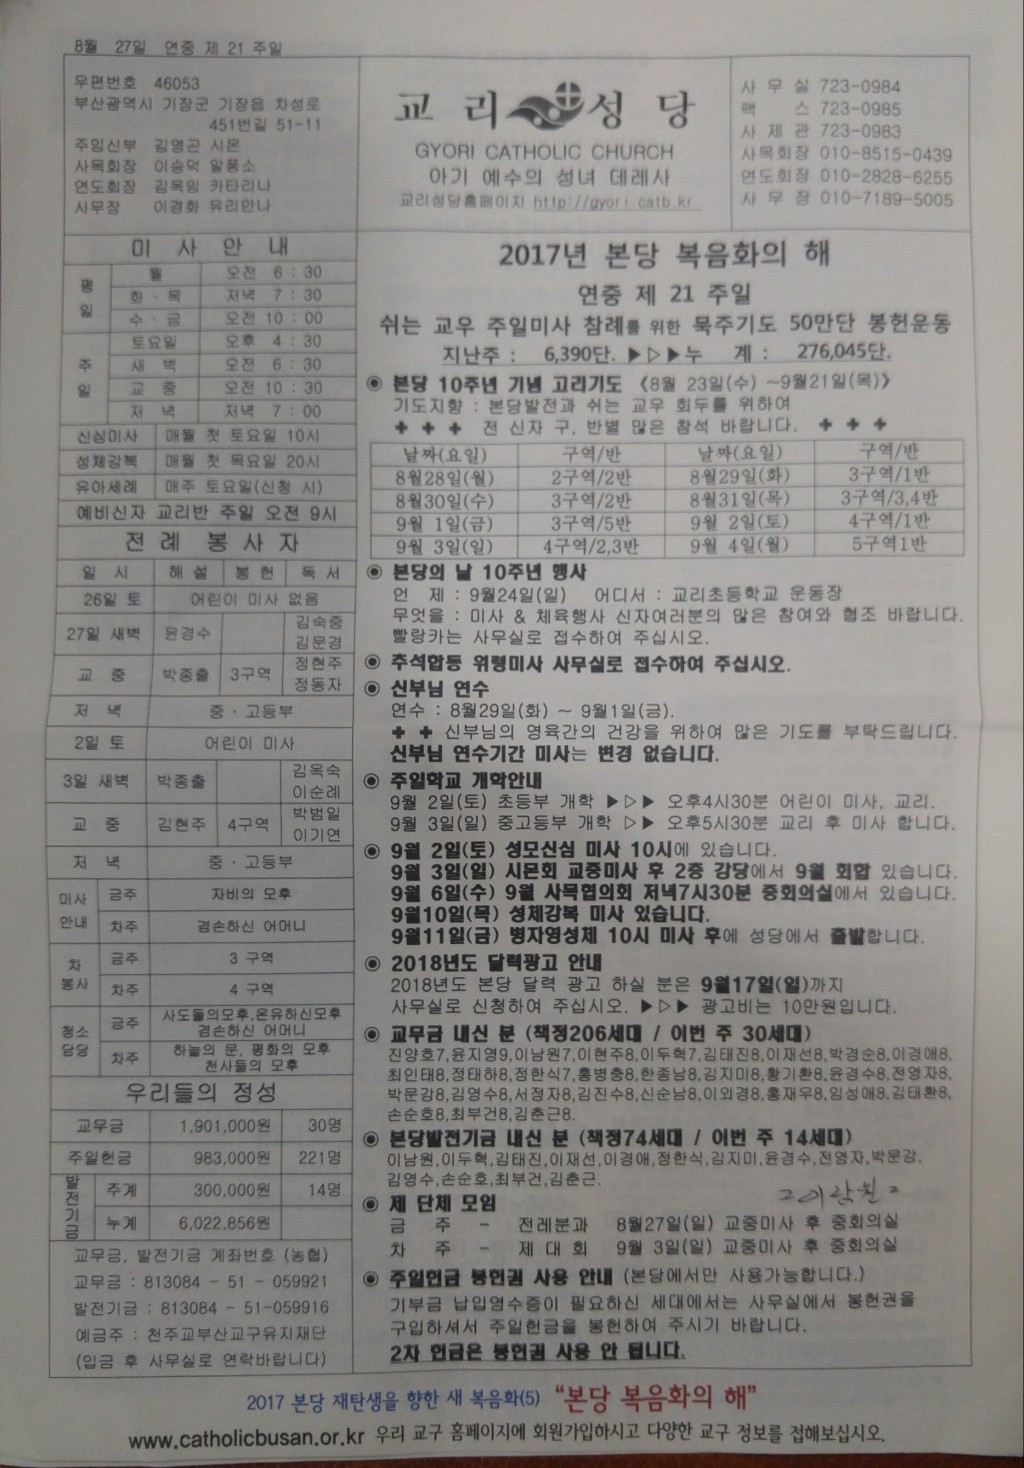 8월 27일 연중 제 21 주일
우편번호 46053
부산광역시 기장군 기장읍 차성로
451번길 51-11
주임신부 김영곤 시몬
사목회장 이승덕 알퐁소
연도회장 김목임 카타리나
사무장 이경화 유리안나
교리성당
GYORI CATHOLIC CHURCH
아기 예수의 성녀 데레사
교리성당홈페이지 http://gyori.catb.kr
사 무 실 723-0984
팩 스 723-0985
사 제 관 723-0983
사목회장 010-8515-0439
연도회장 010-2828-6255
사 무 장 010-7189-5005
미 사 안 내
평일 월 오전 6 : 30
화 · 목 저녁 7 : 30
수 · 금 오전 10 : 00
주일 토요일 오후 4 : 30
새 벽 오전 6 : 30
교 중 오전 10 : 30
저 녁 저녁 7 : 00
신심미사 매월 첫 토요일 10시
성체강복 매월 첫 목요일 20시
유아세례 매주 토요일(신청 시)
예비신자 교리반 주일 오전 9시
전 례 봉 사 자
일 시 해 설 봉 헌 독 서
26일 토 어린이 미사 없음
27일 새벽 윤경수 김숙중
김문경
교 중 박종출 3구역 정현주
정동자
저 녁 중 · 고등부
2일 토 어린이 미사
3일 새벽 박종출 김옥숙
이순례
교 중 김현주 4구역 박범일
이기연
저 녁 중 · 고등부
미사안내 금주 자비의 모후
차주 겸손하신 어머니
차봉사 금주 3 구역
차주 4 구역
청소담당 금주 사도들의모후,온유하신모후
겸손하신 어머니
차주 하늘의 문, 평화의 모후
천사들의 모후
우리들의 정성
교무금 1,901,000원 30명
주일헌금 983,000원 221명
발전기금 주계 300,000원 14명
누계 6,022,856원
교무금, 발전기금 계좌번호 (농협)
교무금 : 813084 - 51 - 059921
발전기금 : 813084 - 51-059916
예금주 : 천주교부산교구유지재단
(입금 후 사무실로 연락바랍니다)
2017년 본당 복음화의 해
연중 제 21 주일
쉬는 교우 주일미사 참례를 위한 묵주기도 50만단 봉헌운동
지난주 : 6,390단. ▶▷▶누 계 : 276,045단.
◉ 본당 10주년 기념 고리기도 《8월 23일(수) ~9월21일(목)》
기도지향 : 본당발전과 쉬는 교우 회두를 위하여
✚ ✚ ✚ 전 신자 구, 반별 많은 참석 바랍니다. ✚ ✚ ✚
날짜(요일) 구역/반 날짜(요일) 구역/반
8월28일(월) 2구역/2반 8월29일(화) 3구역/1반
8월30일(수) 3구역/2반 8월31일(목) 3구역/3,4반
9월 1일(금) 3구역/5반 9월 2일(토) 4구역/1반
9월 3일(일) 4구역/2,3반 9월 4일(월) 5구역1반
◉ 본당의 날 10주년 행사
언 제 : 9월24일(일) 어디서 : 교리초등학교 운동장
무엇을 : 미사 & 체육행사 신자여러분의 많은 참여와 협조 바랍니다.
빨랑카는 사무실로 접수하여 주십시오.
◉ 추석합동 위령미사 사무실로 접수하여 주십시오.
◉ 신부님 연수
연수 : 8월29일(화) ~ 9월1일(금).
✚ ✚ 신부님의 영육간의 건강을 위하여 많은 기도를 부탁드립니다.
신부님 연수기간 미사는 변경 없습니다.
◉ 주일학교 개학안내
9월 2일(토) 초등부 개학 ▶▷▶ 오후4시30분 어린이 미사, 교리.
9월 3일(일) 중고등부 개학 ▷▶ 오후5시30분 교리 후 미사 합니다.
◉ 9월 2일(토) 성모신심 미사 10시에 있습니다.
9월 3일(일) 시몬회 교중미사 후 2층 강당에서 9월 회합 있습니다.
9월 6일(수) 9월 사목협의회 저녁7시30분 중회의실에서 있습니다.
9월10일(목) 성체강복 미사 있습니다.
9월11일(금) 병자영성체 10시 미사 후에 성당에서 출발합니다.
◉ 2018년도 달력광고 안내
2018년도 본당 달력 광고 하실 분은 9월17일(일)까지
사무실로 신청하여 주십시오. ▶▷▶ 광고비는 10만원입니다.
◉ 교무금 내신 분 (책정206세대 / 이번 주 30세대)
진양호7,윤지영9,이남원7,이현주8,이두혁7,김태진8,이재선8,박경순8,이경애8,
최인태8,정태하8,정한식7,홍병충8,한종남8,김지미8,황기환8,윤경수8,전영자8,
박문강8,김영수8,서정자8,김진수8,신순남8,이외경8,홍재우8,임성애8,김태환8,
손순호8,최부건8,김춘근8.
◉ 본당발전기금 내신 분 (책정74세대 / 이번 주 14세대)
이남원,이두혁,김태진,이재선,이경애,정한식,김지미,윤경수,전영자,박문강,
김영수,손순호,최부건,김춘근.
◉ 제 단체 모임
금 주 - 전례분과 8월27일(일) 교중미사 후 중회의실
차 주 - 제 대 회 9월 3일(일) 교중미사 후 중회의실
◉ 주일헌금 봉헌권 사용 안내 (본당에서만 사용가능합니다.)
기부금 납입영수증이 필요하신 세대에서는 사무실에서 봉헌권을
구입하셔서 주일헌금을 봉헌하여 주시기 바랍니다.
2차 헌금은 봉헌권 사용 안 됩니다.
2017 본당 재탄생을 향한 새 복음화(5) “본당 복음화의 해”
www.catholicbusan.or.kr 우리 교구 홈페이지에 회원가입하시고 다양한 교구 정보를 접해보십시오.